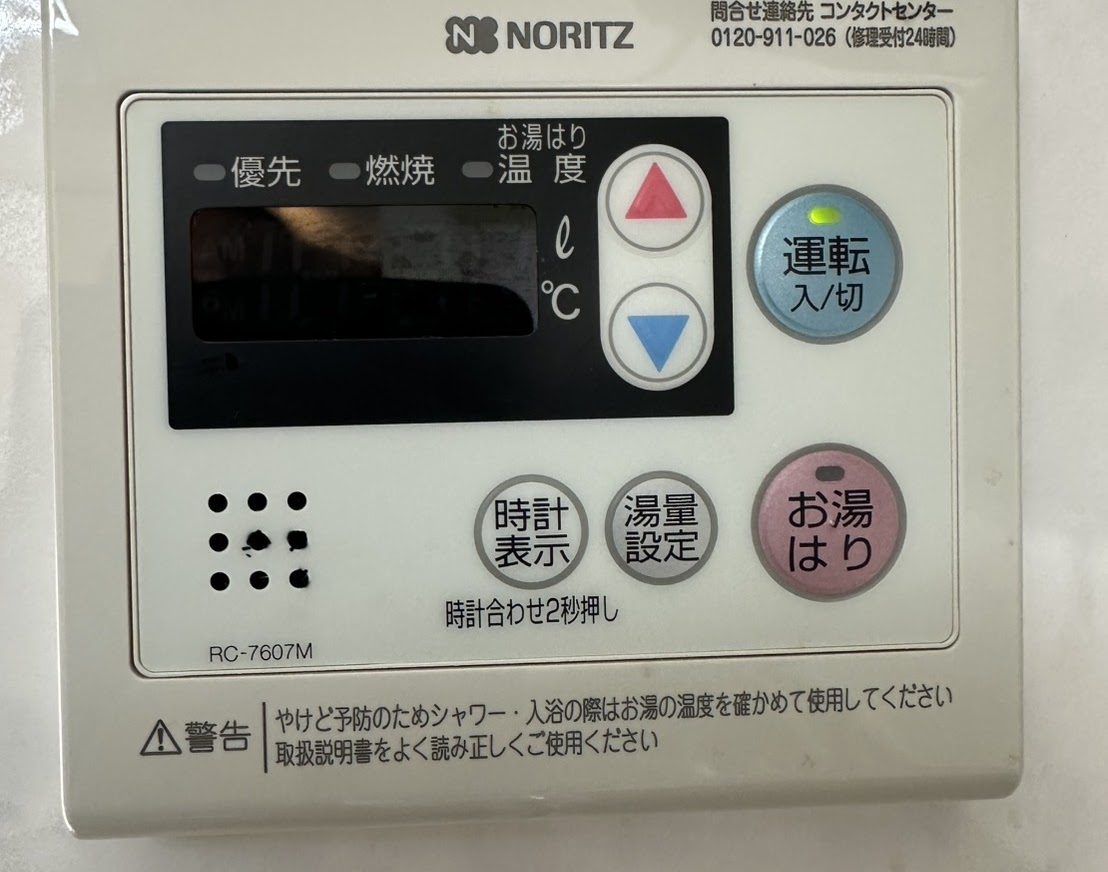 NORITZ
問合せ連絡先 コンタクトセンター
0120-911-026（修理受付24時間）
お湯はり
優先 燃焼 温度
ℓ
℃
運転
入/切
時計
表示
湯量
設定
お湯
はり
時計合わせ2秒押し
RC-7607M
警告
やけど予防のためシャワー・入浴の際はお湯の温度を確かめて使用してください
取扱説明書をよく読み正しくご使用ください